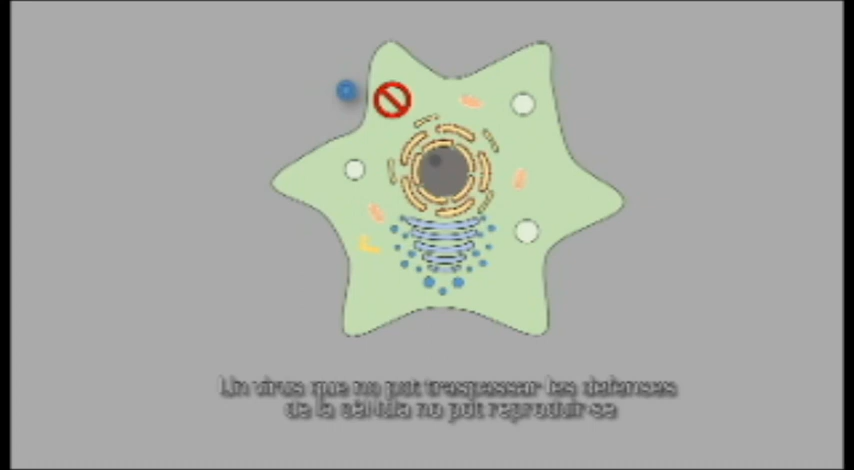 Un virus que no pot traspassar les defenses
de la cèl·lula no pot reproduir-se